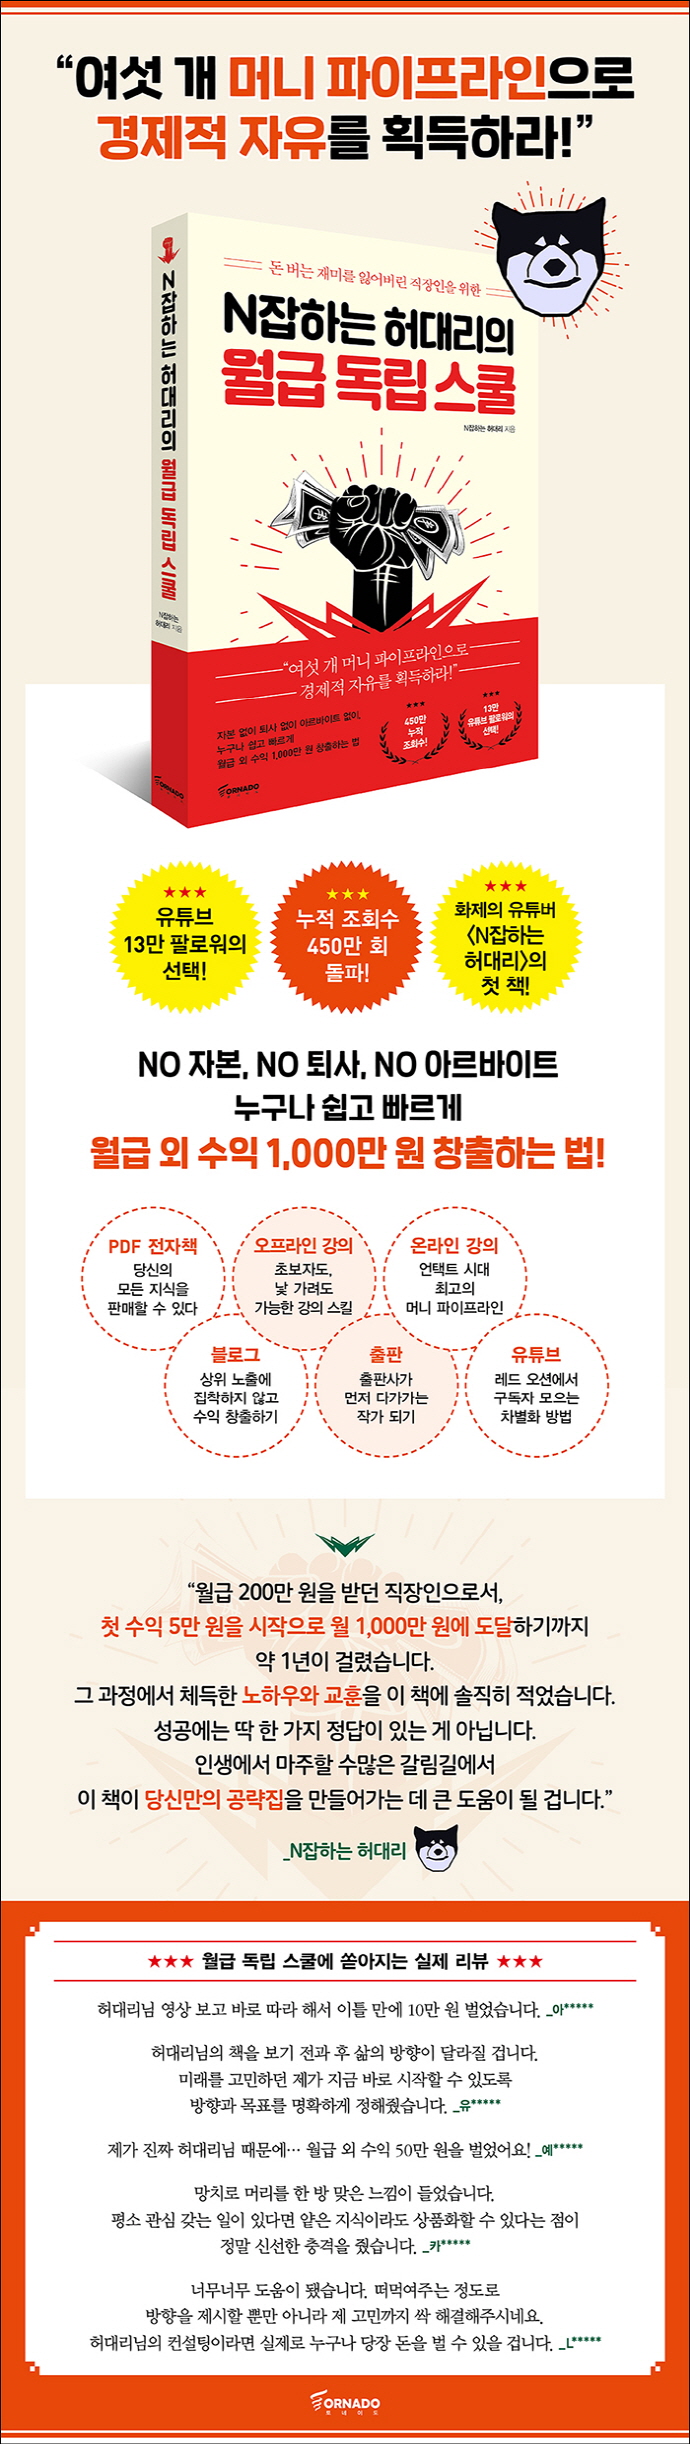 “여섯 개 머니 파이프라인으로
경제적 자유를 획득하라!”
N잡하는 허대리의 월급 독립 스쿨
N잡하는
허대리 지음
TORNADO
돈 버는 재미를 잃어버린 직장인을 위한
N잡하는 허대리의
월급 독립 스쿨
N잡하는 허대리 지음
“여섯 개 머니 파이프라인으로
경제적 자유를 획득하라!”
자본 없이 퇴사 없이 아르바이트 없이,
누구나 쉽고 빠르게
월급 외 수익 1,000만 원 창출하는 법
★★★
450만
누적
조회수!
★★★
13만
유튜브 팔로워의
선택!
TORNADO
★★★
유튜브
13만 팔로워의
선택!
★★★
누적 조회수
450만 회
돌파!
★★★
화제의 유튜버
〈N잡하는
허대리〉의
첫 책!
NO 자본, NO 퇴사, NO 아르바이트
누구나 쉽고 빠르게
월급 외 수익 1,000만 원 창출하는 법!
PDF 전자책
당신의
모든 지식을
판매할 수 있다
오프라인 강의
초보자도,
낯 가려도
가능한 강의 스킬
온라인 강의
언택트 시대
최고의
머니 파이프라인
블로그
상위 노출에
집착하지 않고
수익 창출하기
출판
출판사가
먼저 다가가는
작가 되기
유튜브
레드 오션에서
구독자 모으는
차별화 방법
“월급 200만 원을 받던 직장인으로서,
첫 수익 5만 원을 시작으로 월 1,000만 원에 도달하기까지
약 1년이 걸렸습니다.
그 과정에서 체득한 노하우와 교훈을 이 책에 솔직히 적었습니다.
성공에는 딱 한 가지 정답이 있는 게 아닙니다.
인생에서 마주할 수많은 갈림길에서
이 책이 당신만의 공략집을 만들어가는 데 큰 도움이 될 겁니다.”
_N잡하는 허대리
★★★ 월급 독립 스쿨에 쏟아지는 실제 리뷰 ★★★
허대리님 영상 보고 바로 따라 해서 이틀 만에 10만 원 벌었습니다. _아*****
허대리님의 책을 보기 전과 후 삶의 방향이 달라질 겁니다.
미래를 고민하던 제가 지금 바로 시작할 수 있도록
방향과 목표를 명확하게 정해줬습니다. _유*****
제가 진짜 허대리님 때문에… 월급 외 수익 50만 원을 벌었어요! _예*****
망치로 머리를 한 방 맞은 느낌이 들었습니다.
평소 관심 갖는 일이 있다면 얕은 지식이라도 상품화할 수 있다는 점이
정말 신선한 충격을 줬습니다. _카*****
너무너무 도움이 됐습니다. 떠먹여주는 정도로
방향을 제시할 뿐만 아니라 제 고민까지 싹 해결해주시네요.
허대리님의 컨설팅이라면 실제로 누구나 당장 돈을 벌 수 있을 겁니다. _L*****
TORNADO
토네이도